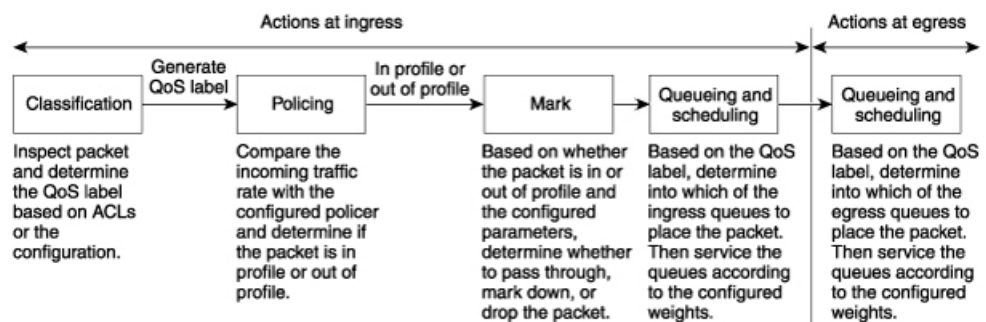 Actions at ingress
Actions at egress
Generate
QoS label
In profile or
out of profile
Classification
Policing
Mark
Queueing and
scheduling
Queueing and
scheduling
Inspect packet
and determine
the QoS label
based on ACLs
or the
configuration.
Compare the
incoming traffic
rate with the
configured policer
and determine if
the packet is in
profile or out of
profile.
Based on whether
the packet is in or
out of profile and
the configured
parameters,
determine whether
to pass through,
mark down, or
drop the packet.
Based on the QoS
label, determine
into which of the
ingress queues to
place the packet.
Then service the
queues according
to the configured
weights.
Based on the QoS
label, determine
into which of the
egress queues to
place the packet.
Then service the
queues according
to the configured
weights.